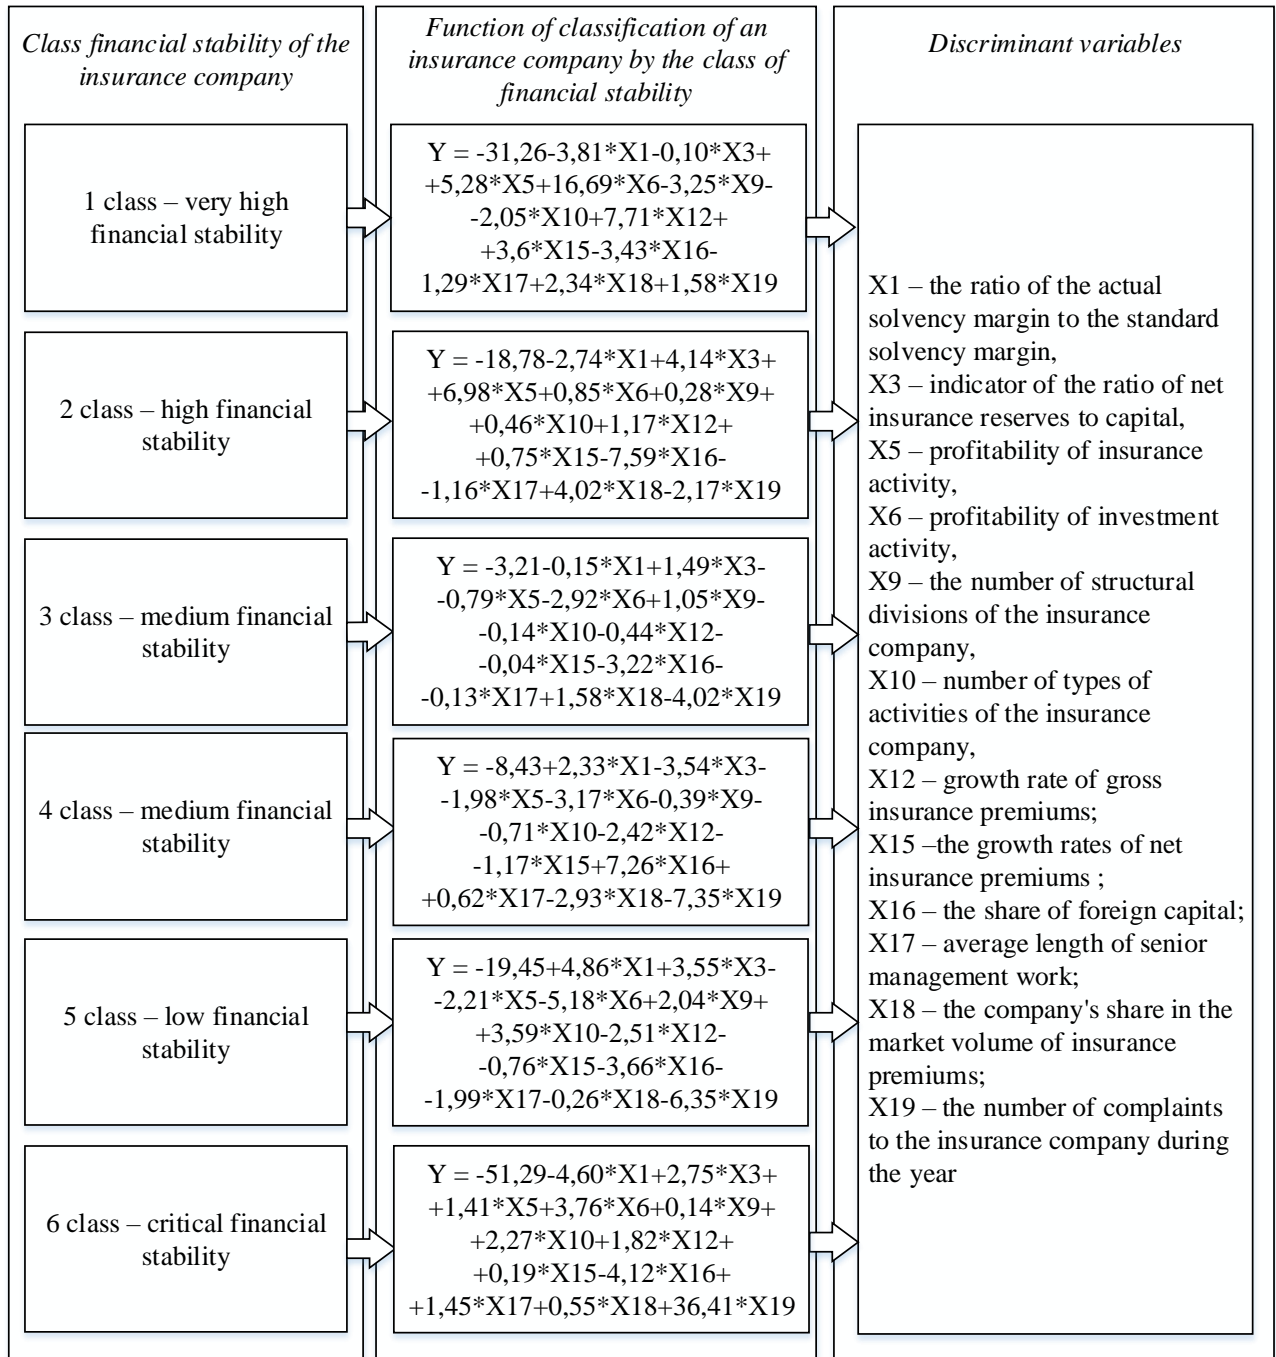 Class financial stability of the
insurance company
Function of classification of an
insurance company by the class of
financial stability
Discriminant variables
1 class – very high
financial stability
Y = -31,26-3,81*X1-0,10*X3+
+5,28*X5+16,69*X6-3,25*X9-
-2,05*X10+7,71*X12+
+3,6*X15-3,43*X16-
1,29*X17+2,34*X18+1,58*X19
2 class – high financial
stability
Y = -18,78-2,74*X1+4,14*X3+
+6,98*X5+0,85*X6+0,28*X9+
+0,46*X10+1,17*X12+
+0,75*X15-7,59*X16-
-1,16*X17+4,02*X18-2,17*X19
3 class – medium financial
stability
Y = -3,21-0,15*X1+1,49*X3-
-0,79*X5-2,92*X6+1,05*X9-
-0,14*X10-0,44*X12-
-0,04*X15-3,22*X16-
-0,13*X17+1,58*X18-4,02*X19
4 class – medium financial
stability
Y = -8,43+2,33*X1-3,54*X3-
-1,98*X5-3,17*X6-0,39*X9-
-0,71*X10-2,42*X12-
-1,17*X15+7,26*X16+
+0,62*X17-2,93*X18-7,35*X19
5 class – low financial
stability
Y = -19,45+4,86*X1+3,55*X3-
-2,21*X5-5,18*X6+2,04*X9+
+3,59*X10-2,51*X12-
-0,76*X15-3,66*X16-
-1,99*X17-0,26*X18-6,35*X19
6 class – critical financial
stability
Y = -51,29-4,60*X1+2,75*X3+
+1,41*X5+3,76*X6+0,14*X9+
+2,27*X10+1,82*X12+
+0,19*X15-4,12*X16+
+1,45*X17+0,55*X18+36,41*X19
X1 – the ratio of the actual
solvency margin to the standard
solvency margin,
X3 – indicator of the ratio of net
insurance reserves to capital,
X5 – profitability of insurance
activity,
X6 – profitability of investment
activity,
X9 – the number of structural
divisions of the insurance
company,
X10 – number of types of
activities of the insurance
company,
X12 – growth rate of gross
insurance premiums;
X15 –the growth rates of net
insurance premiums ;
X16 – the share of foreign capital;
X17 – average length of senior
management work;
X18 – the company's share in the
market volume of insurance
premiums;
X19 – the number of complaints
to the insurance company during
the year